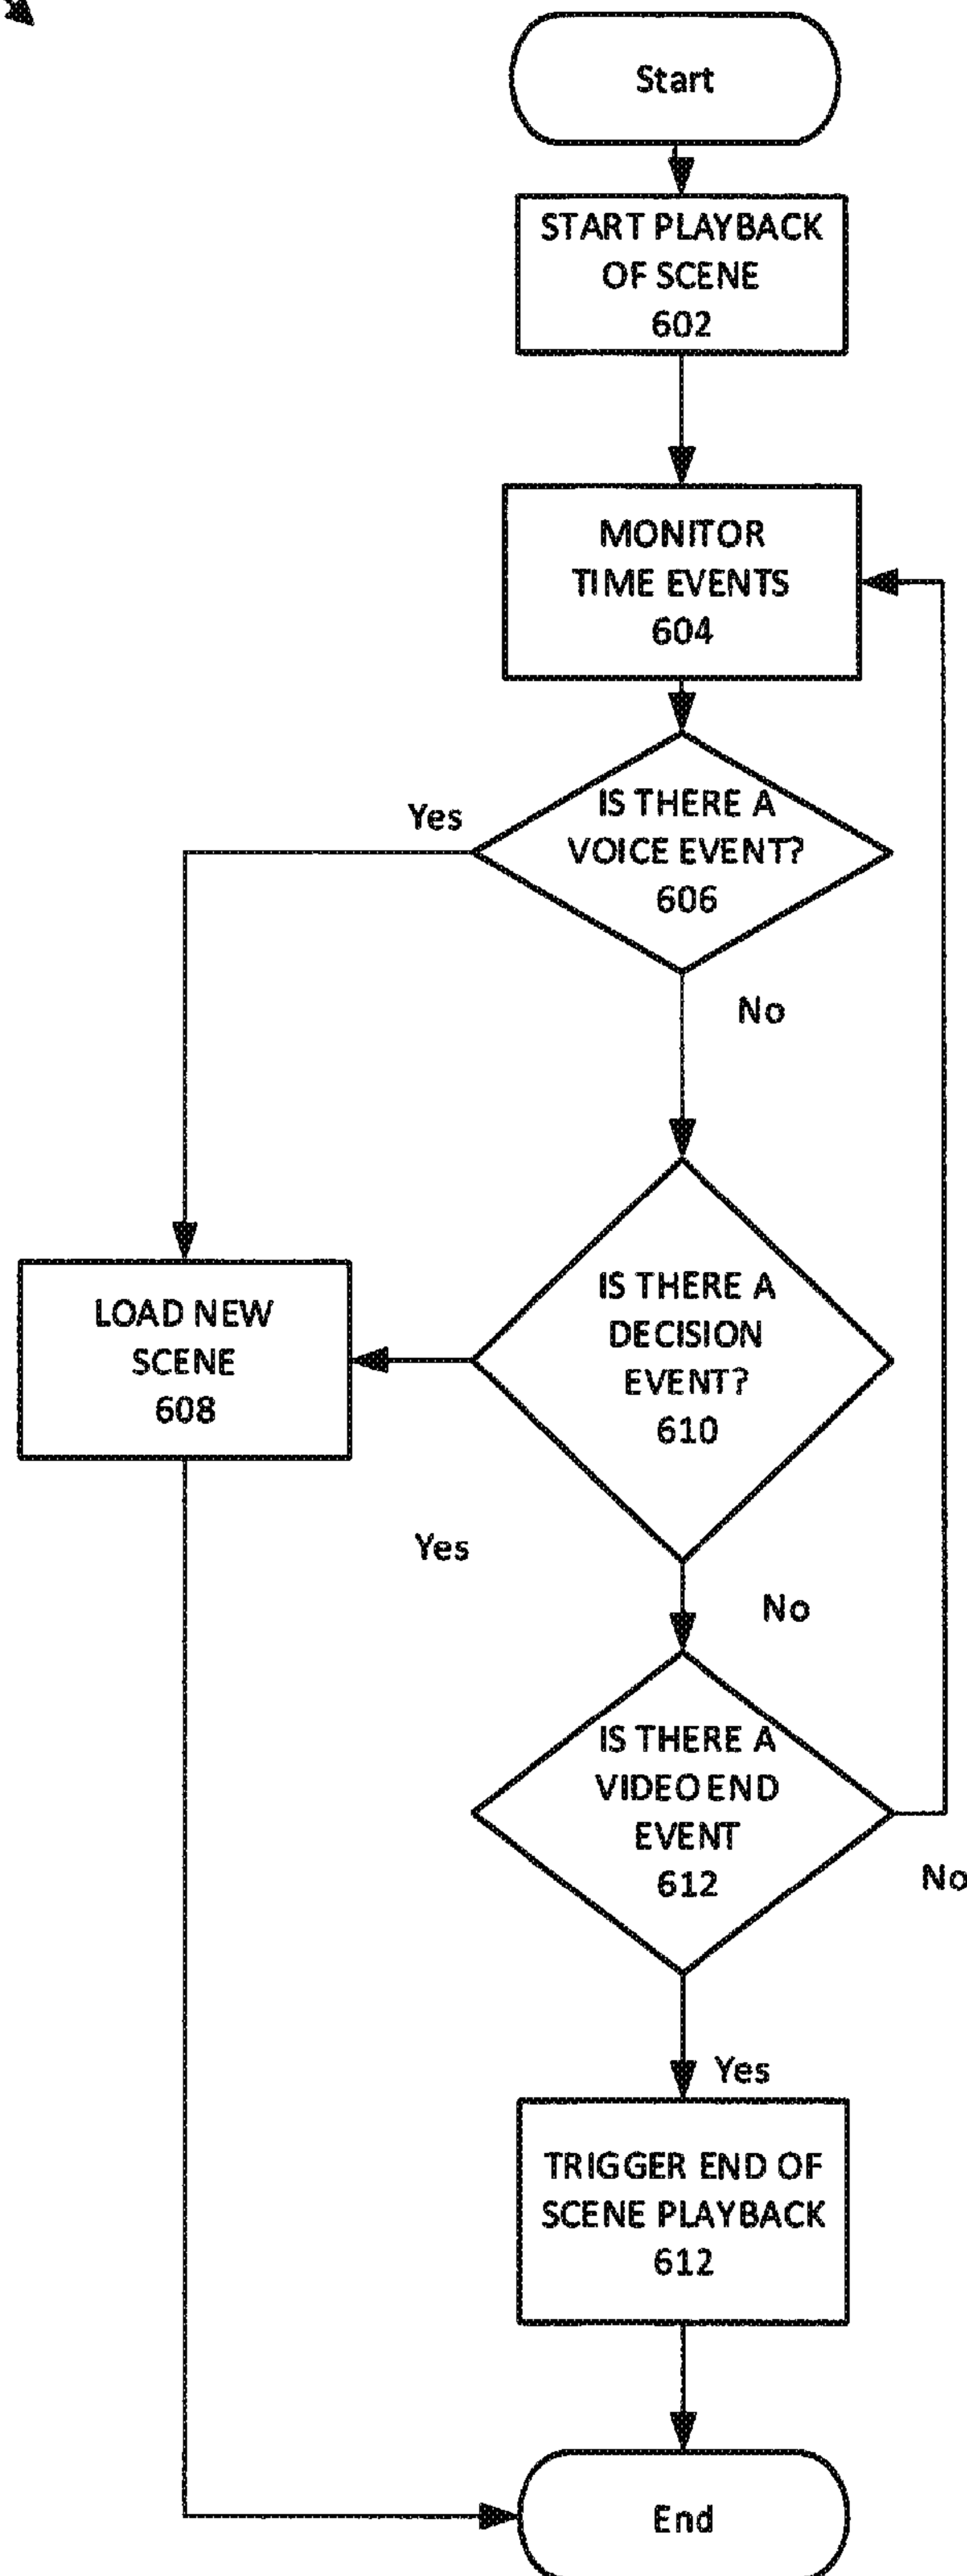 Start
START PLAYBACK
OF SCENE
602
MONITOR
TIME EVENTS
604
Yes
IS THERE A
VOICE EVENT?
606
No
LOAD NEW
SCENE
608
IS THERE A
DECISION
EVENT?
610
Yes
No
IS THERE A
VIDEO END
EVENT
612
No
Yes
TRIGGER END OF
SCENE PLAYBACK
612
End